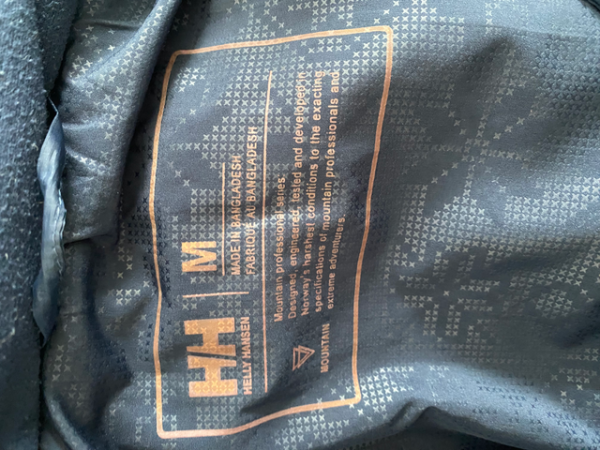 HH M
HELLY HANSEN
MADE IN BANGLADESH
FABRIQUE AU BANGLADESH
Mountain professional series.
Designed, engineered, tested and developed in
Norway's harshest conditions to the exacting
specifications of mountain professionals and
extreme adventurers.
MOUNTAIN